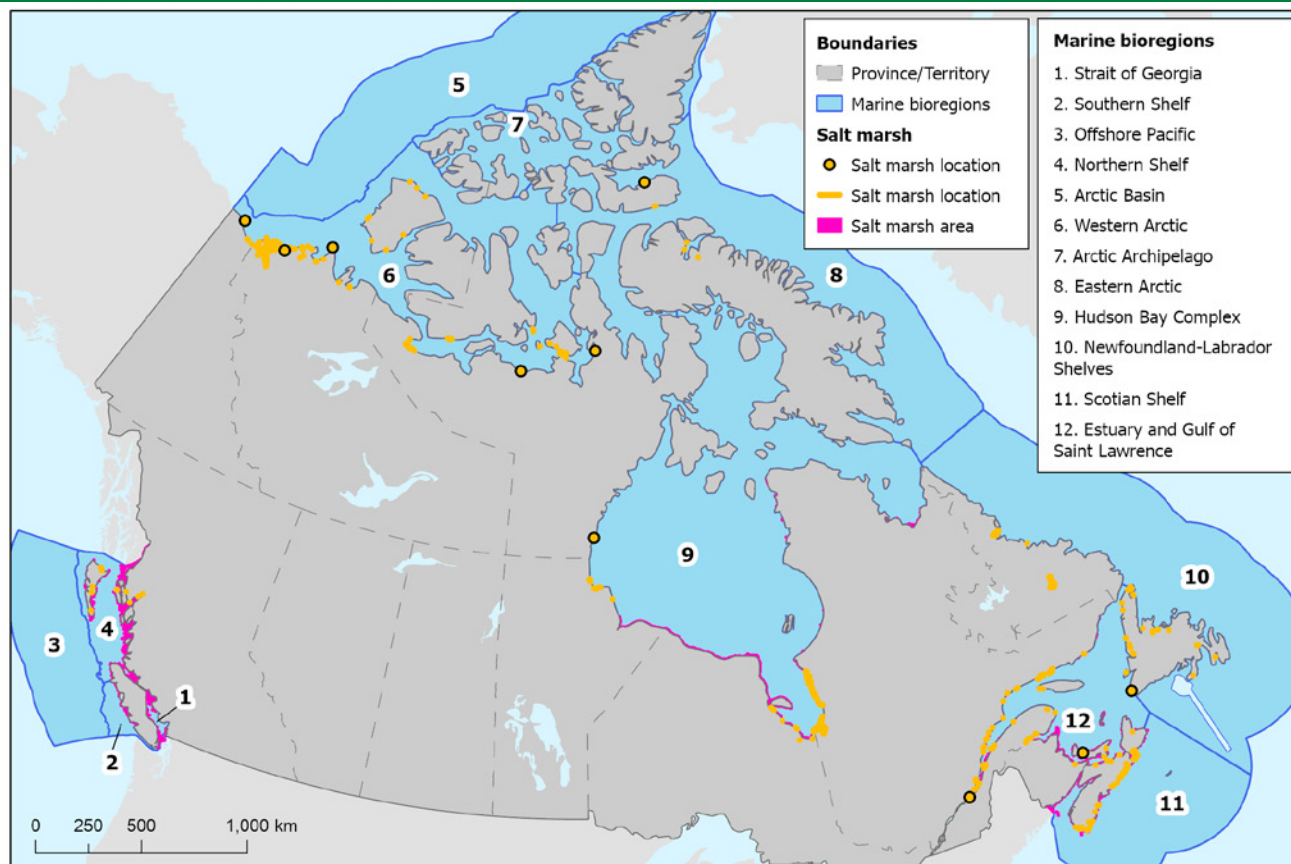 Boundaries
Province/Territory
Marine bioregions
Salt marsh
Salt marsh location
Salt marsh location
Salt marsh area
Marine bioregions
1. Strait of Georgia
2. Southern Shelf
3. Offshore Pacific
4. Northern Shelf
5. Arctic Basin
6. Western Arctic
7. Arctic Archipelago
8. Eastern Arctic
9. Hudson Bay Complex
10. Newfoundland-Labrador
Shelves
11. Scotian Shelf
12. Estuary and Gulf of
Saint Lawrence
5
7
6
8
9
10
3
4
1
12
2
11
0 250 500 1,000 km